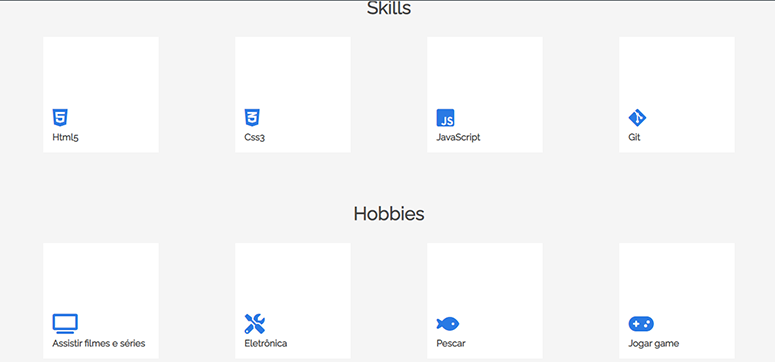 Skills
Html5
Css3
JS
JavaScript
Git
Hobbies
Assistir filmes e séries
Eletrônica
Pescar
Jogar game